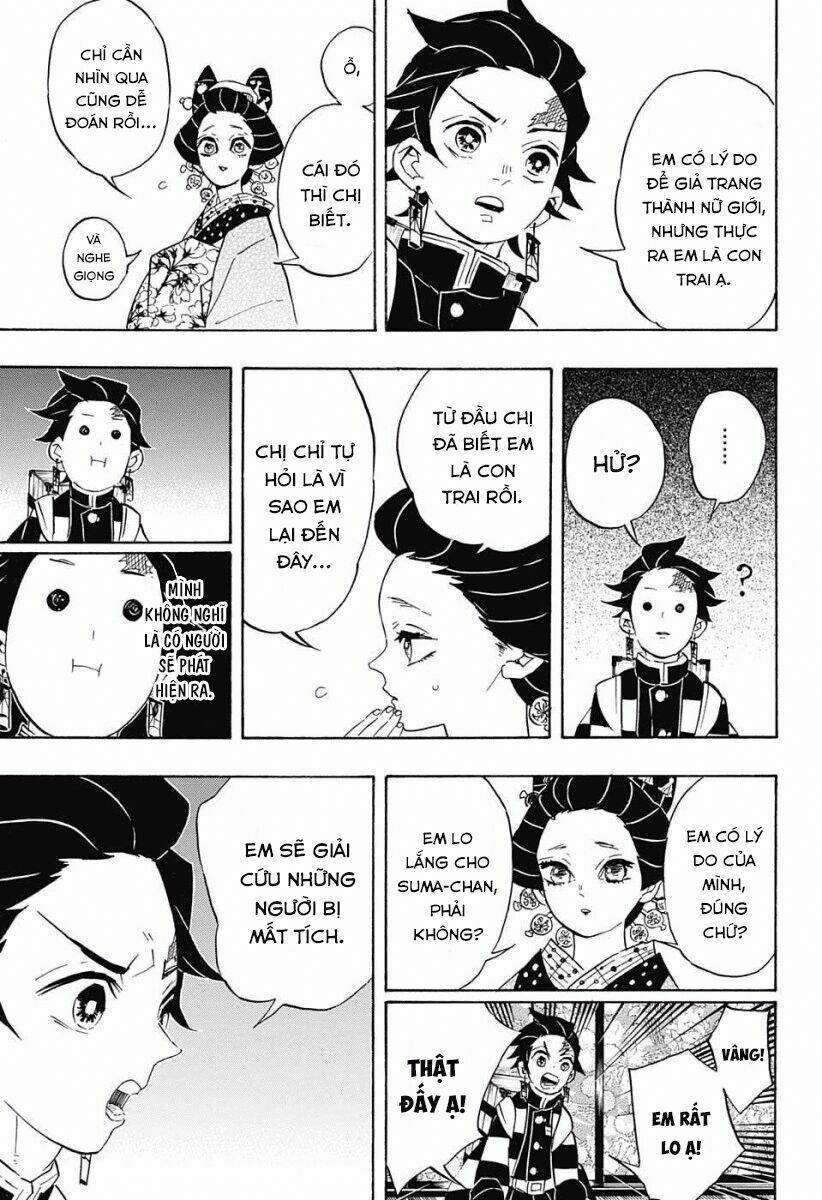 EM CÓ LÝ DO
ĐỂ GIẢ TRANG
THÀNH NỮ GIỚI,
NHƯNG THỰC
RA EM LÀ CON
TRAI Ạ.
Ồ,
CÁI ĐÓ
THÌ CHỊ
BIẾT.
CHỈ CẦN
NHÌN QUA
CŨNG DỄ
ĐOÁN RỒI...
VÀ
NGHE
GIỌNG
......
HỬ?
?
TỪ ĐẦU CHỊ
ĐÃ BIẾT EM
LÀ CON
TRAI RỒI.
CHỊ CHỈ TỰ
HỎI LÀ VÌ
SAO EM
LẠI ĐẾN
ĐÂY...
MÌNH
KHÔNG NGHĨ
LÀ CÓ NGƯỜI
SẼ PHÁT
HIỆN RA.
EM CÓ LÝ
DO CỦA
MÌNH,
ĐÚNG
CHỨ?
EM LO
LẮNG CHO
SUMA-CHAN,
PHẢI
KHÔNG?
VÂNG!
EM RẤT
LO Ạ!
THẬT
ĐẤY Ạ!
EM SẼ GIẢI
CỨU NHỮNG
NGƯỜI BỊ
MẤT TÍCH.